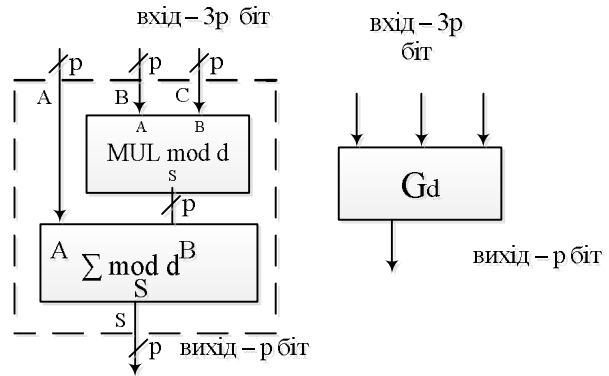 вхід – 3p біт
p p p
A B C
A B
MUL mod d
S
p
A B
∑ mod d
S
S
p вихід – p біт
вхід – 3p
біт
Gd
вихід – p біт